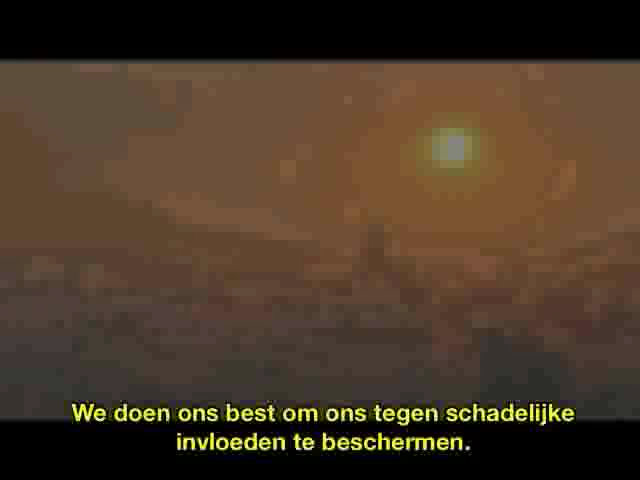 We doen ons best om ons tegen schadelijke
invloeden te beschermen.